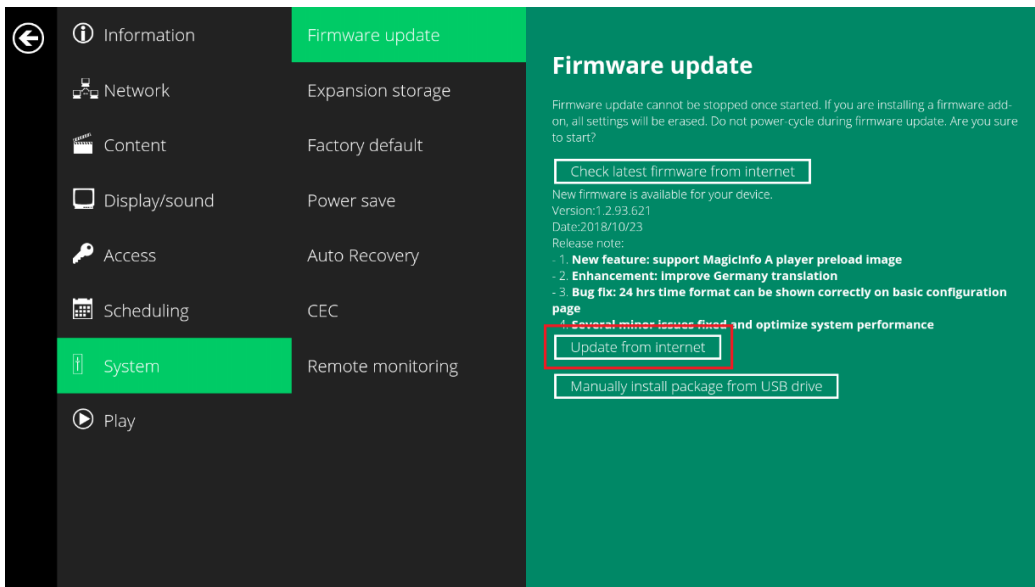 Information
Network
Content
Display/sound
Access
Scheduling
System
Play
Firmware update
Expansion storage
Factory default
Power save
Auto Recovery
CEC
Remote monitoring
Firmware update
Firmware update cannot be stopped once started. If you are installing a firmware add-
on, all settings will be erased. Do not power-cycle during firmware update. Are you sure
to start?
Check latest firmware from internet
New firmware is available for your device.
Version:1.2.93.621
Date:2018/10/23
Release note:
- 1. New feature: support MagicInfo A player preload image
- 2. Enhancement: improve Germany translation
- 3. Bug fix: 24 hrs time format can be shown correctly on basic configuration
page
- 4. Several minor issues fixed and optimize system performance
Update from internet
Manually install package from USB drive